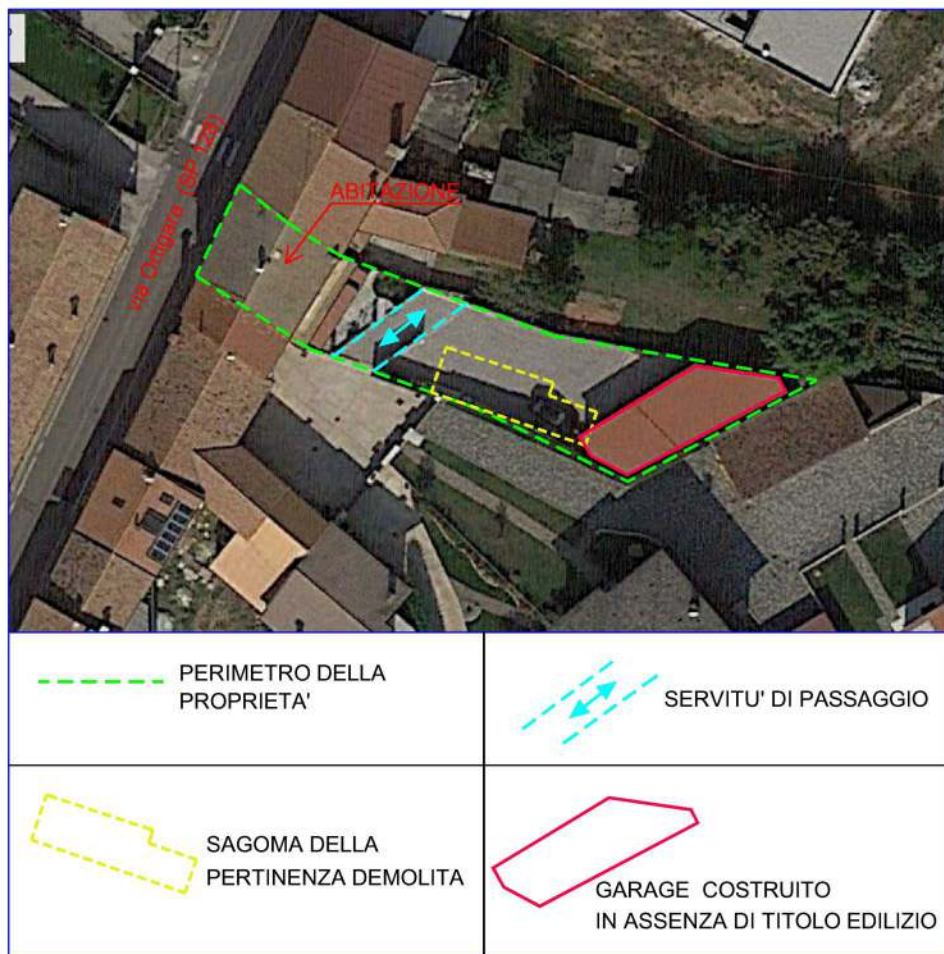 via Ortigara (SP 128)
ABITAZIONE
PERIMETRO DELLA
PROPRIETA'
SERVITU' DI PASSAGGIO
SAGOMA DELLA
PERTINENZA DEMOLITA
GARAGE COSTRUITO
IN ASSENZA DI TITOLO EDILIZIO